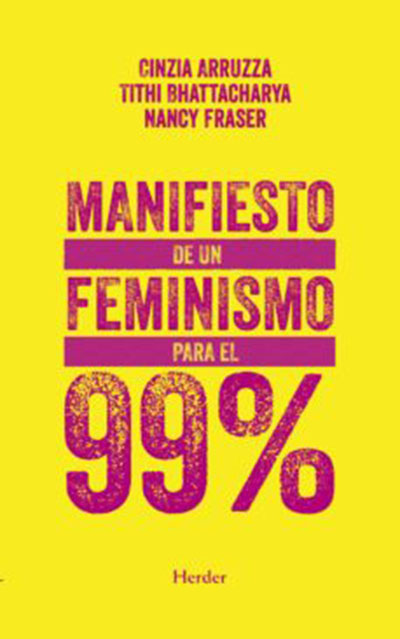 CINZIA ARRUZZA
TITHI BHATTACHARYA
NANCY FRASER
MANIFIESTO
DE UN
FEMINISMO
PARA EL
99%
Herder